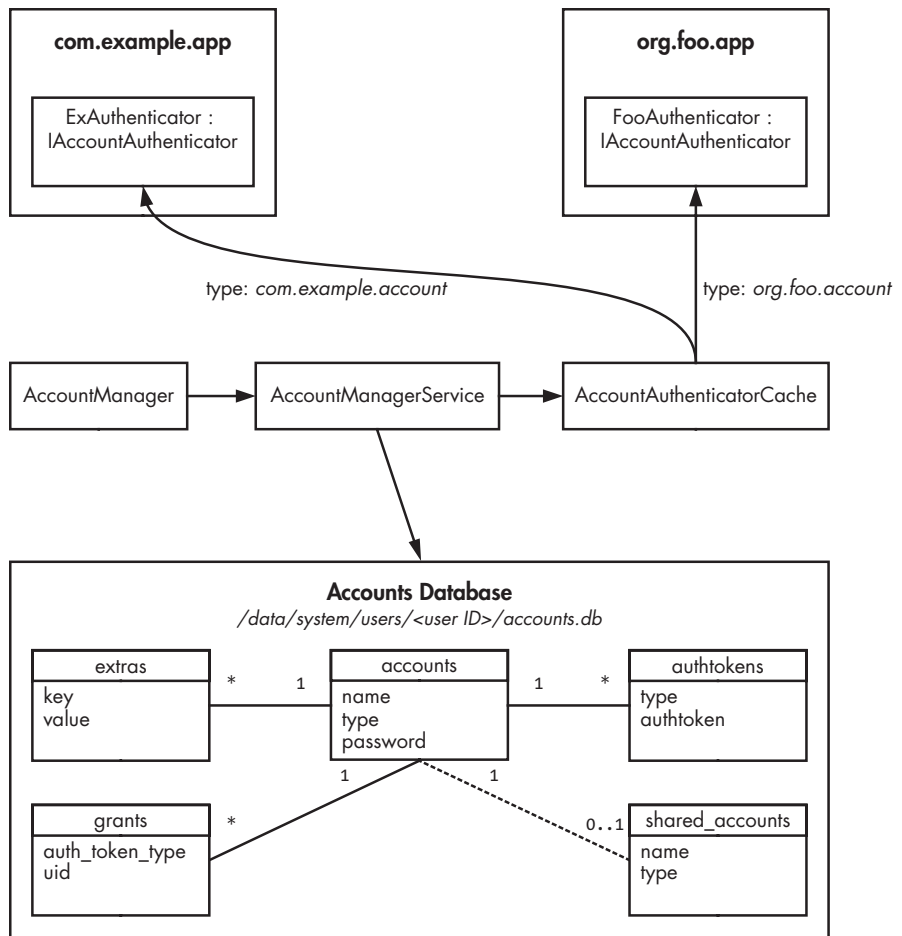 com.example.app
ExAuthenticator :
IAccountAuthenticator
org.foo.app
FooAuthenticator :
IAccountAuthenticator
type: com.example.account
type: org.foo.account
AccountManager
AccountManagerService
AccountAuthenticatorCache
Accounts Database
/data/system/users/<user ID>/accounts.db
extras
key
value
* 1
accounts
name
type
password
1 *
authtokens
type
authtoken
1
1
grants
auth_token_type
uid
*
0..1
shared_accounts
name
type